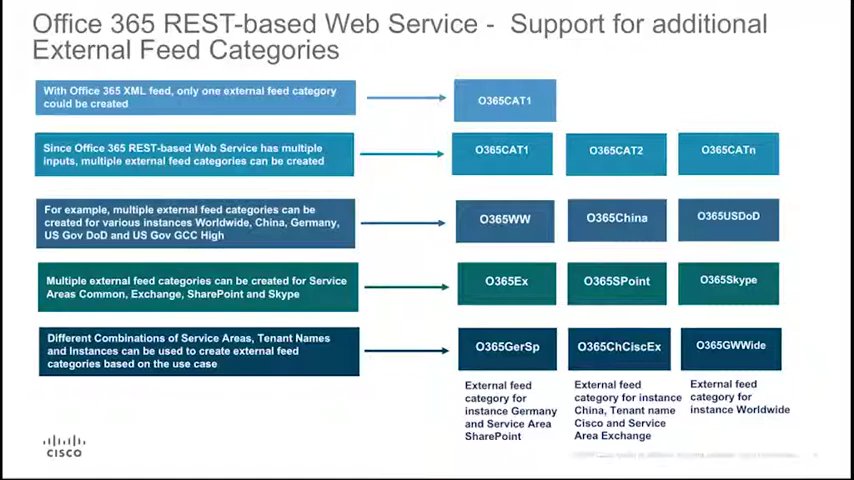 Office 365 REST-based Web Service - Support for additional
External Feed Categories
With Office 365 XML feed, only one external feed category
could be created
O365CAT1
Since Office 365 REST-based Web Service has multiple
inputs, multiple external feed categories can be created
O365CAT1
O365CAT2
O365CATn
For example, multiple external feed categories can be
created for various instances Worldwide, China, Germany,
US Gov DoD and US Gov GCC High
O365WW
O365China
O365USDoD
Multiple external feed categories can be created for Service
Areas Common, Exchange, SharePoint and Skype
O365Ex
O365SPoint
O365Skype
Different Combinations of Service Areas, Tenant Names
and Instances can be used to create external feed
categories based on the use case
O365GerSp
O365ChCiscEx
O365GWWide
External feed
category for
instance Germany
and Service Area
SharePoint
External feed
category for instance
China, Tenant name
Cisco and Service
Area Exchange
External feed
category for
instance Worldwide
CISCO